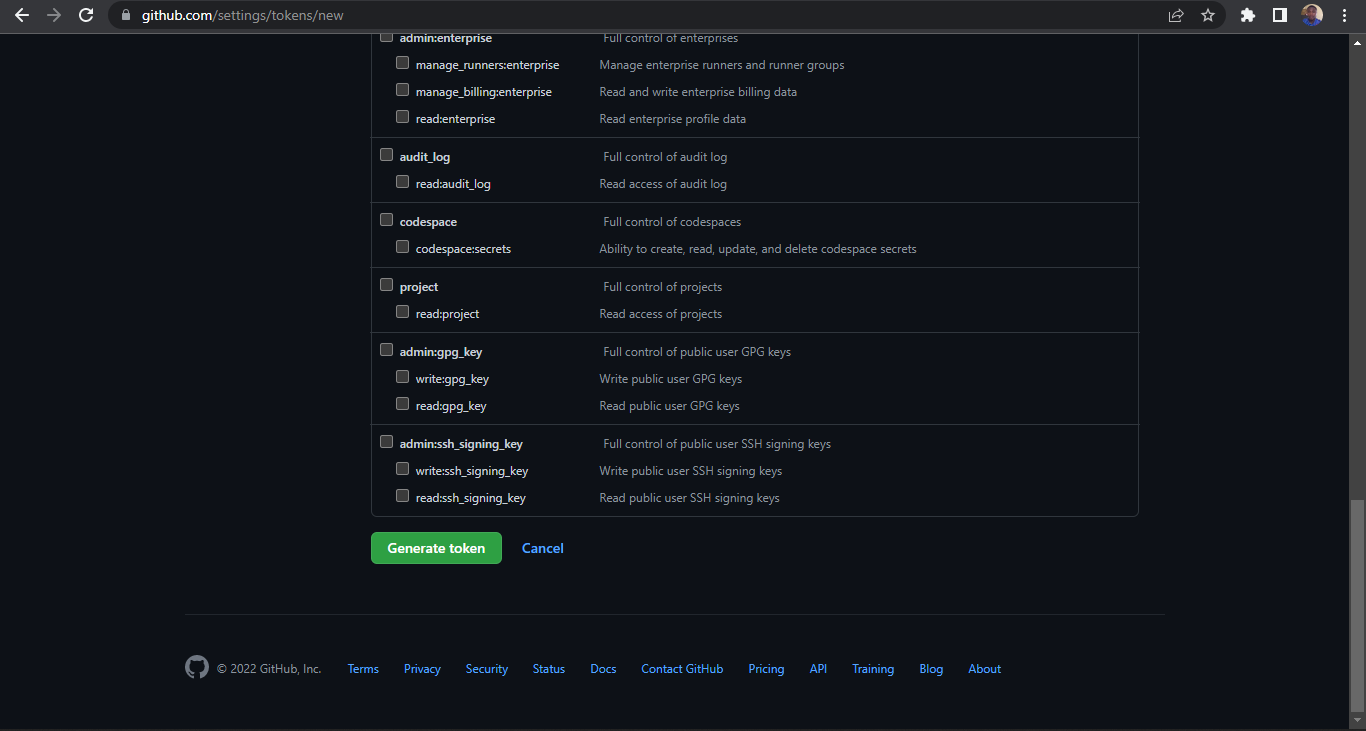 github.com/settings/tokens/new
admin:enterprise Full control of enterprises
manage_runners:enterprise Manage enterprise runners and runner groups
manage_billing:enterprise Read and write enterprise billing data
read:enterprise Read enterprise profile data
audit_log Full control of audit log
read:audit_log Read access of audit log
codespace Full control of codespaces
codespace:secrets Ability to create, read, update, and delete codespace secrets
project Full control of projects
read:project Read access of projects
admin:gpg_key Full control of public user GPG keys
write:gpg_key Write public user GPG keys
read:gpg_key Read public user GPG keys
admin:ssh_signing_key Full control of public user SSH signing keys
write:ssh_signing_key Write public user SSH signing keys
read:ssh_signing_key Read public user SSH signing keys
Generate token Cancel
© 2022 GitHub, Inc. Terms Privacy Security Status Docs Contact GitHub Pricing API Training Blog About